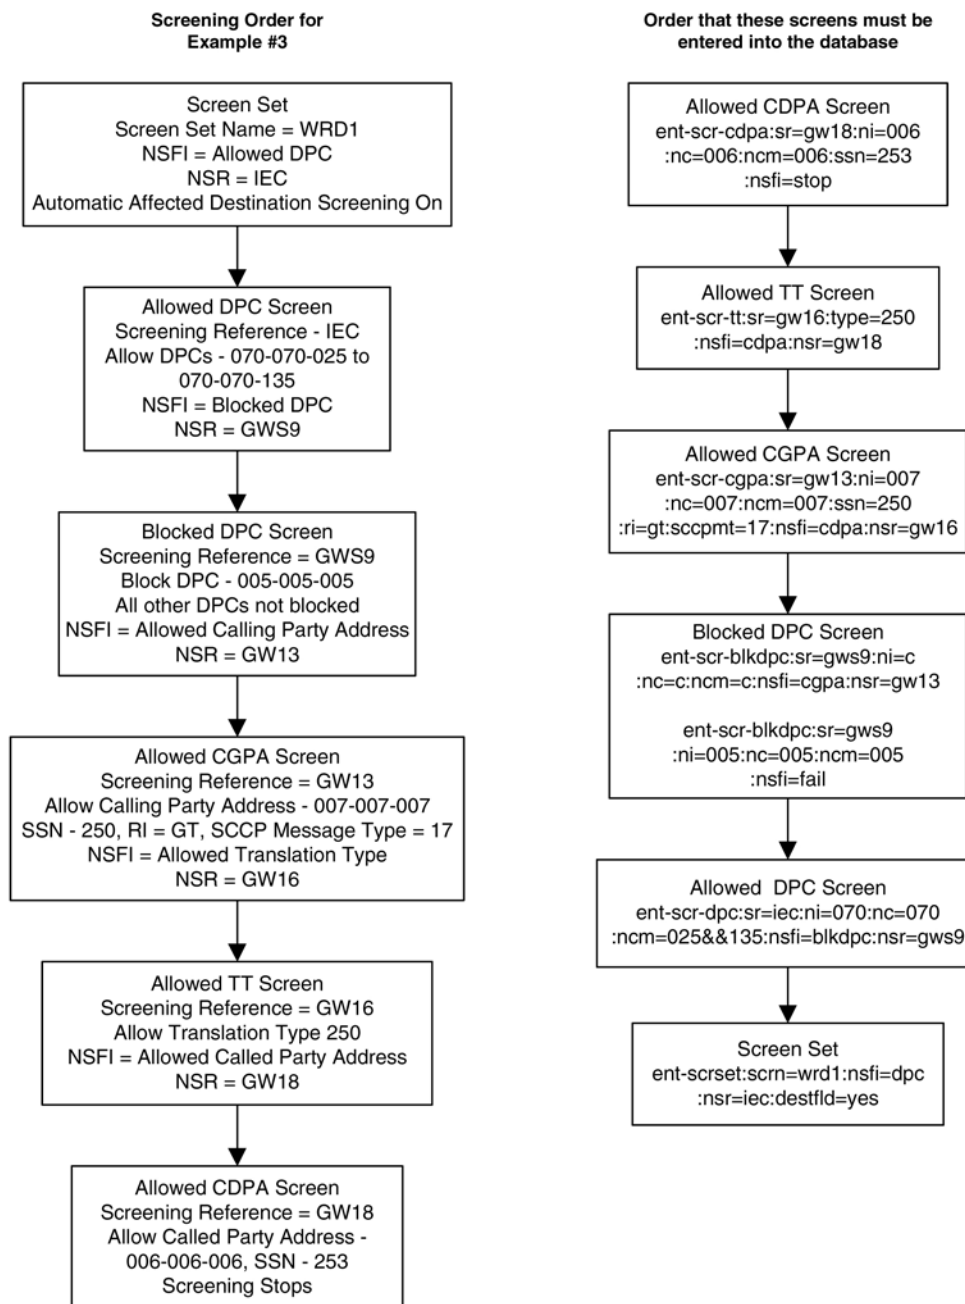 Screening Order for
Example #3
Screen Set
Screen Set Name = WRD1
NSFI = Allowed DPC
NSR = IEC
Automatic Affected Destination Screening On
Allowed DPC Screen
Screening Reference - IEC
Allow DPCs - 070-070-025 to
070-070-135
NSFI = Blocked DPC
NSR = GWS9
Blocked DPC Screen
Screening Reference = GWS9
Block DPC - 005-005-005
All other DPCs not blocked
NSFI = Allowed Calling Party Address
NSR = GW13
Allowed CGPA Screen
Screening Reference = GW13
Allow Calling Party Address - 007-007-007
SSN - 250, RI = GT, SCCP Message Type = 17
NSFI = Allowed Translation Type
NSR = GW16
Allowed TT Screen
Screening Reference = GW16
Allow Translation Type 250
NSFI = Allowed Called Party Address
NSR = GW18
Allowed CDPA Screen
Screening Reference = GW18
Allow Called Party Address -
006-006-006, SSN - 253
Screening Stops
Order that these screens must be
entered into the database
Allowed CDPA Screen
ent-scr-cdpa:sr=gw18:ni=006
:nc=006:ncm=006:ssn=253
:nsfi=stop
Allowed TT Screen
ent-scr-tt:sr=gw16:type=250
:nsfi=cdpa:nsr=gw18
Allowed CGPA Screen
ent-scr-cgpa:sr=gw13:ni=007
:nc=007:ncm=007:ssn=250
:ri=gt:sccpmt=17:nsfi=cdpa:nsr=gw16
Blocked DPC Screen
ent-scr-blkdpc:sr=gws9:ni=c
:nc=c:ncm=c:nsfi=cgpa:nsr=gw13
ent-scr-blkdpc:sr=gws9
:ni=005:nc=005:ncm=005
:nsfi=fail
Allowed DPC Screen
ent-scr-dpc:sr=iec:ni=070:nc=070
:ncm=025&&135:nsfi=blkdpc:nsr=gws9
Screen Set
ent-scrset:scrn=wrd1:nsfi=dpc
:nsr=iec:destfld=yes